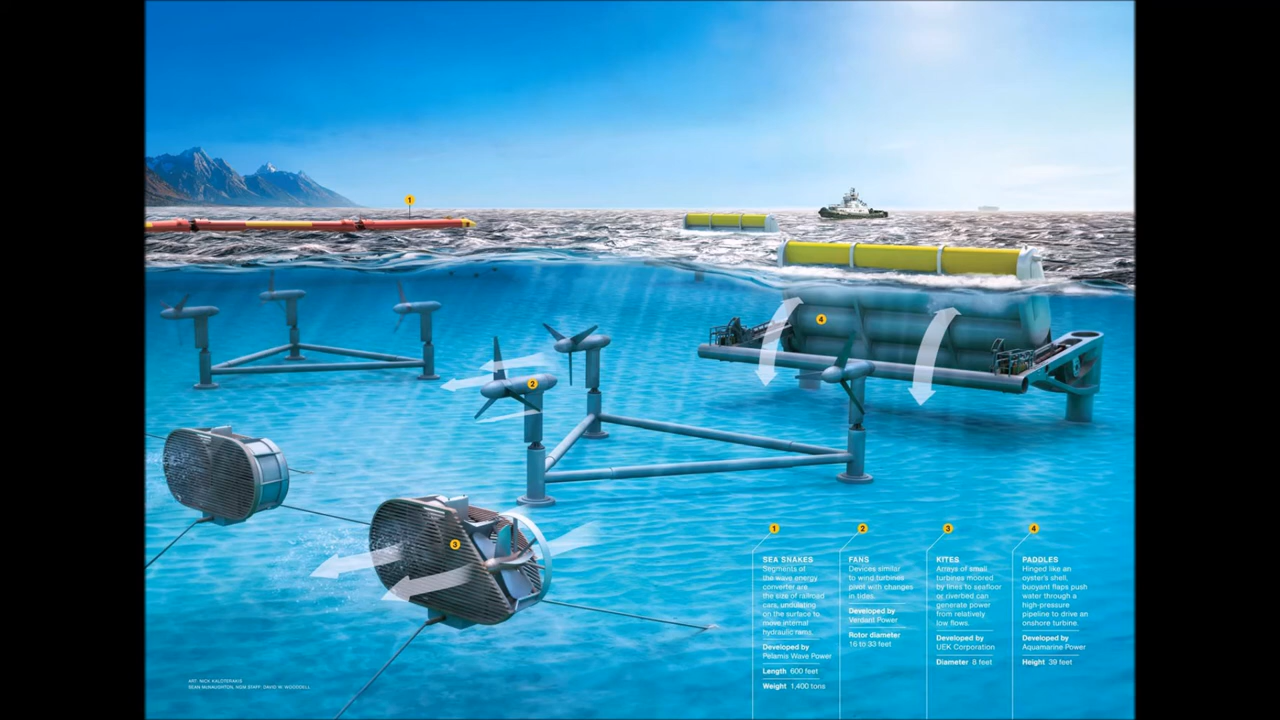 1
4
2
3
1
SEA SNAKES
Segments of
the wave energy
converter are
the size of railroad
cars, undulating
on the surface to
move internal
hydraulic rams.
Developed by
Pelamis Wave Power
Length 600 feet
Weight 1,400 tons
2
FANS
Devices similar
to wind turbines
pivot with changes
in tides.
Developed by
Verdant Power
Rotor diameter
16 to 33 feet
3
KITES
Arrays of small
turbines moored
by lines to seafloor
or riverbed can
generate power
from relatively
low flows.
Developed by
UEK Corporation
Diameter 8 feet
4
PADDLES
Hinged like an
oyster's shell,
buoyant flaps push
water through a
high-pressure
pipeline to drive an
onshore turbine.
Developed by
Aquamarine Power
Height 39 feet
ART: NICK KALOTERAKIS
SEAN MCNAUGHTON, NGM STAFF; DAVID W. WOODDELL